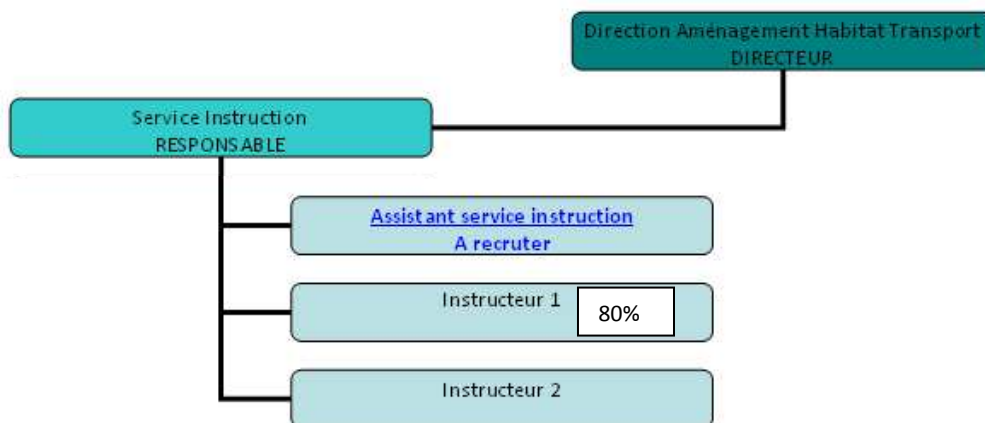 Direction Aménagement Habitat Transport
DIRECTEUR
Service Instruction
RESPONSABLE
Assistant service instruction
A recruter
Instructeur 1
80%
Instructeur 2